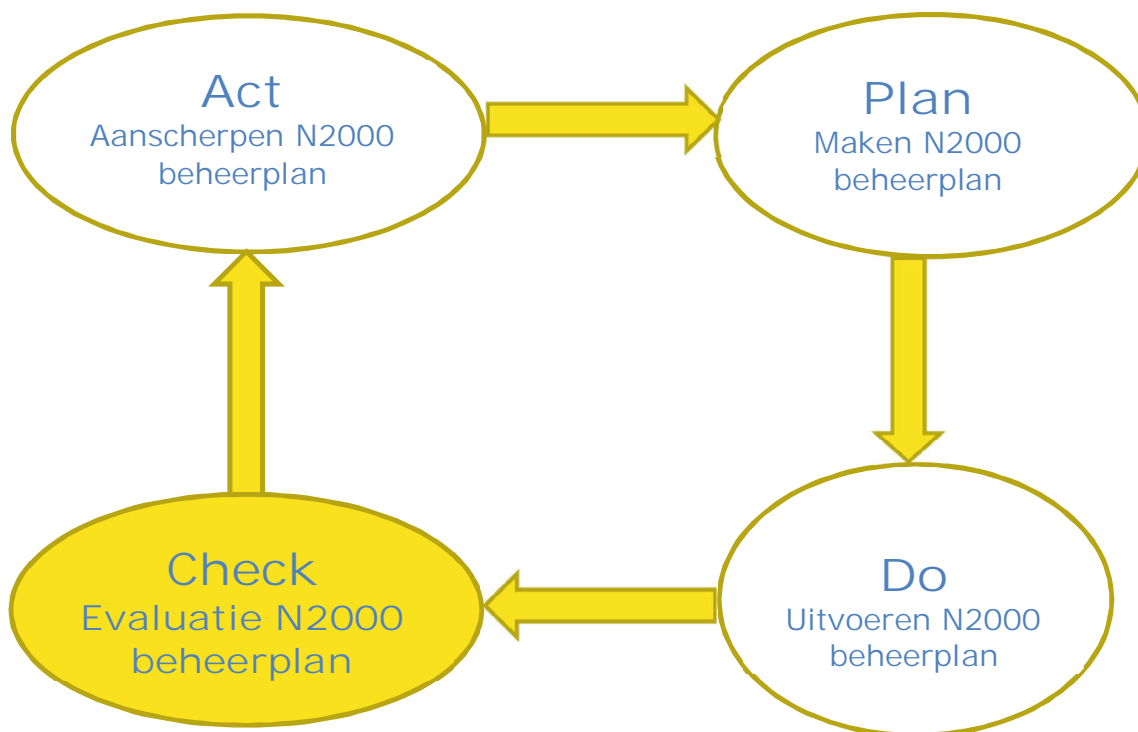 Act
Aanscherpen N2000
beheerplan
Plan
Maken N2000
beheerplan
Check
Evaluatie N2000
beheerplan
Do
Uitvoeren N2000
beheerplan